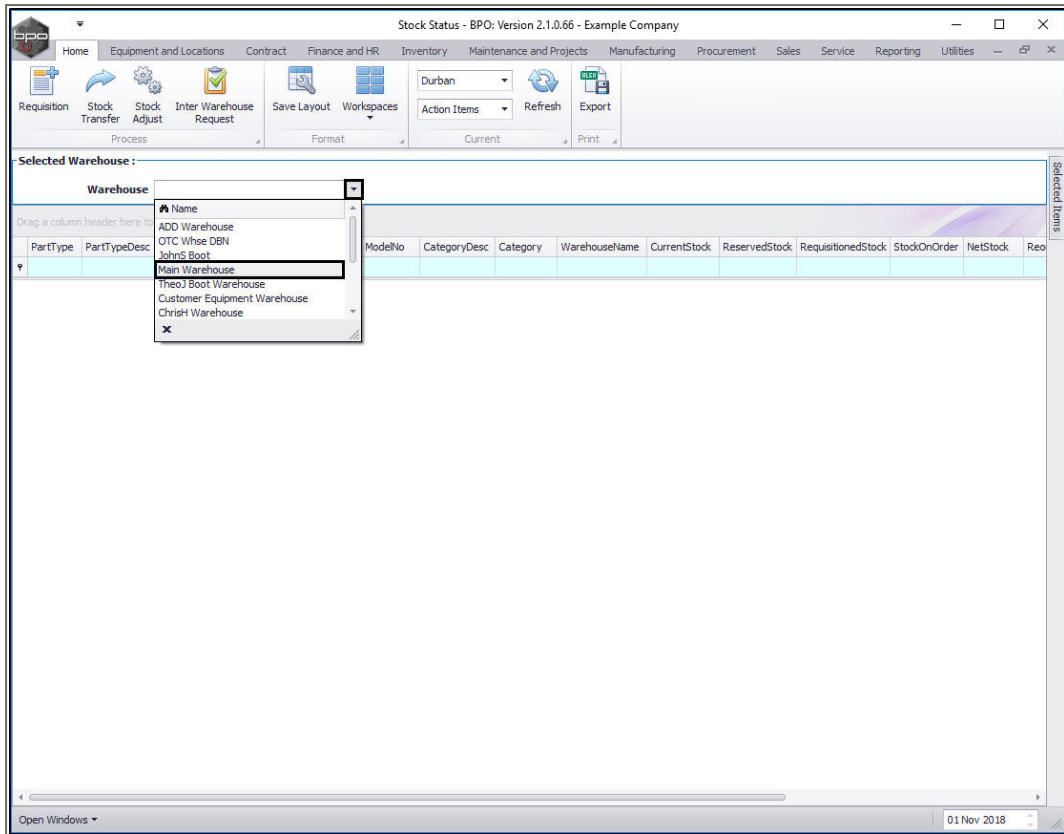 bpo
Stock Status - BPO: Version 2.1.0.66 - Example Company
Home Equipment and Locations Contract Finance and HR Inventory Maintenance and Projects Manufacturing Procurement Sales Service Reporting Utilities
Requisition Stock Transfer Stock Adjust Inter Warehouse Request Save Layout Workspaces Durban Action Items Refresh XLSX Export
Process Format Current Print
Selected Warehouse :
Selected Items
Warehouse
Name
Drag a column header here to
ADD Warehouse
OTC Whse DBN
JohnS Boot
Main Warehouse
TheoJ Boot Warehouse
Customer Equipment Warehouse
ChrisH Warehouse
PartType PartTypeDesc ModelNo CategoryDesc Category WarehouseName CurrentStock ReservedStock RequisitionedStock StockOnOrder NetStock Reo
Open Windows 01 Nov 2018